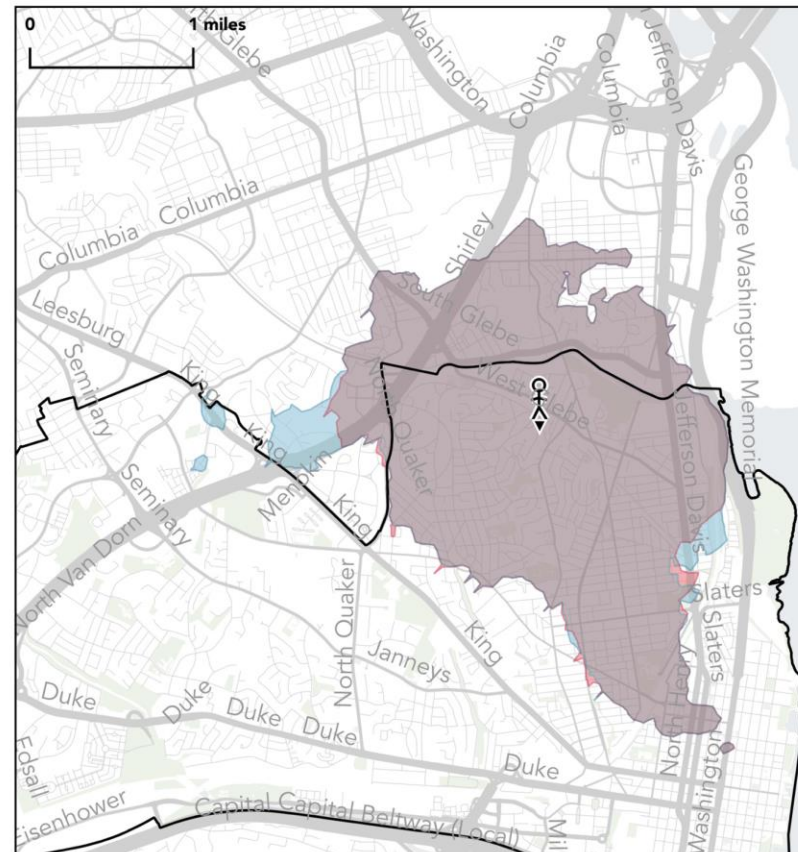 0 1 miles
Glebe
Washington
Columbia
Columbia
Jefferson Davis
George Washington Memorial
Columbia
Columbia
Shirley
Leesburg
South Glebe
Seminary
King
West Glebe
North Quaker
Jefferson Davis
King
Seminary
King
North Van Dorn
Slaters
Slaters
North Quaker
King
Janneys
North Henry
Washington
Duke
Duke
Duke
Duke
Duke
Edsall
Eisenhower
Capital Capital Beltway (Local)
Mil